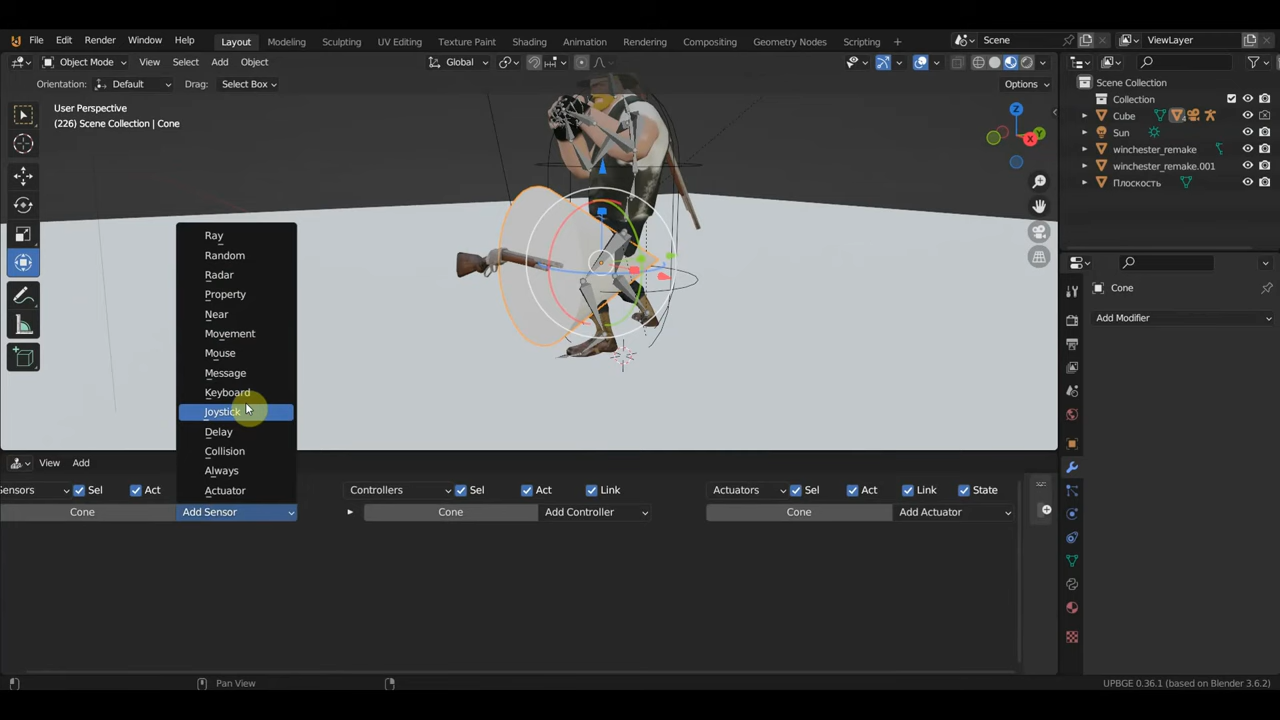 File Edit Render Window Help Layout Modeling Sculpting UV Editing Texture Paint Shading Animation Rendering Compositing Geometry Nodes Scripting + Scene ViewLayer
Object Mode View Select Add Object Global
Orientation: Default Drag: Select Box Options
User Perspective
(226) Scene Collection | Cone
Z
Y
X
Scene Collection
Collection
Cube
Sun
winchester_remake
winchester_remake.001
Плоскость
Cone
Add Modifier
Ray
Random
Radar
Property
Near
Movement
Mouse
Message
Keyboard
Joystick
Delay
Collision
Always
Actuator
View Add
Sensors Sel Act Controllers Sel Act Link Actuators Sel Act Link State
Cone Add Sensor Cone Add Controller Cone Add Actuator
Pan View UPBGE 0.36.1 (based on Blender 3.6.2)